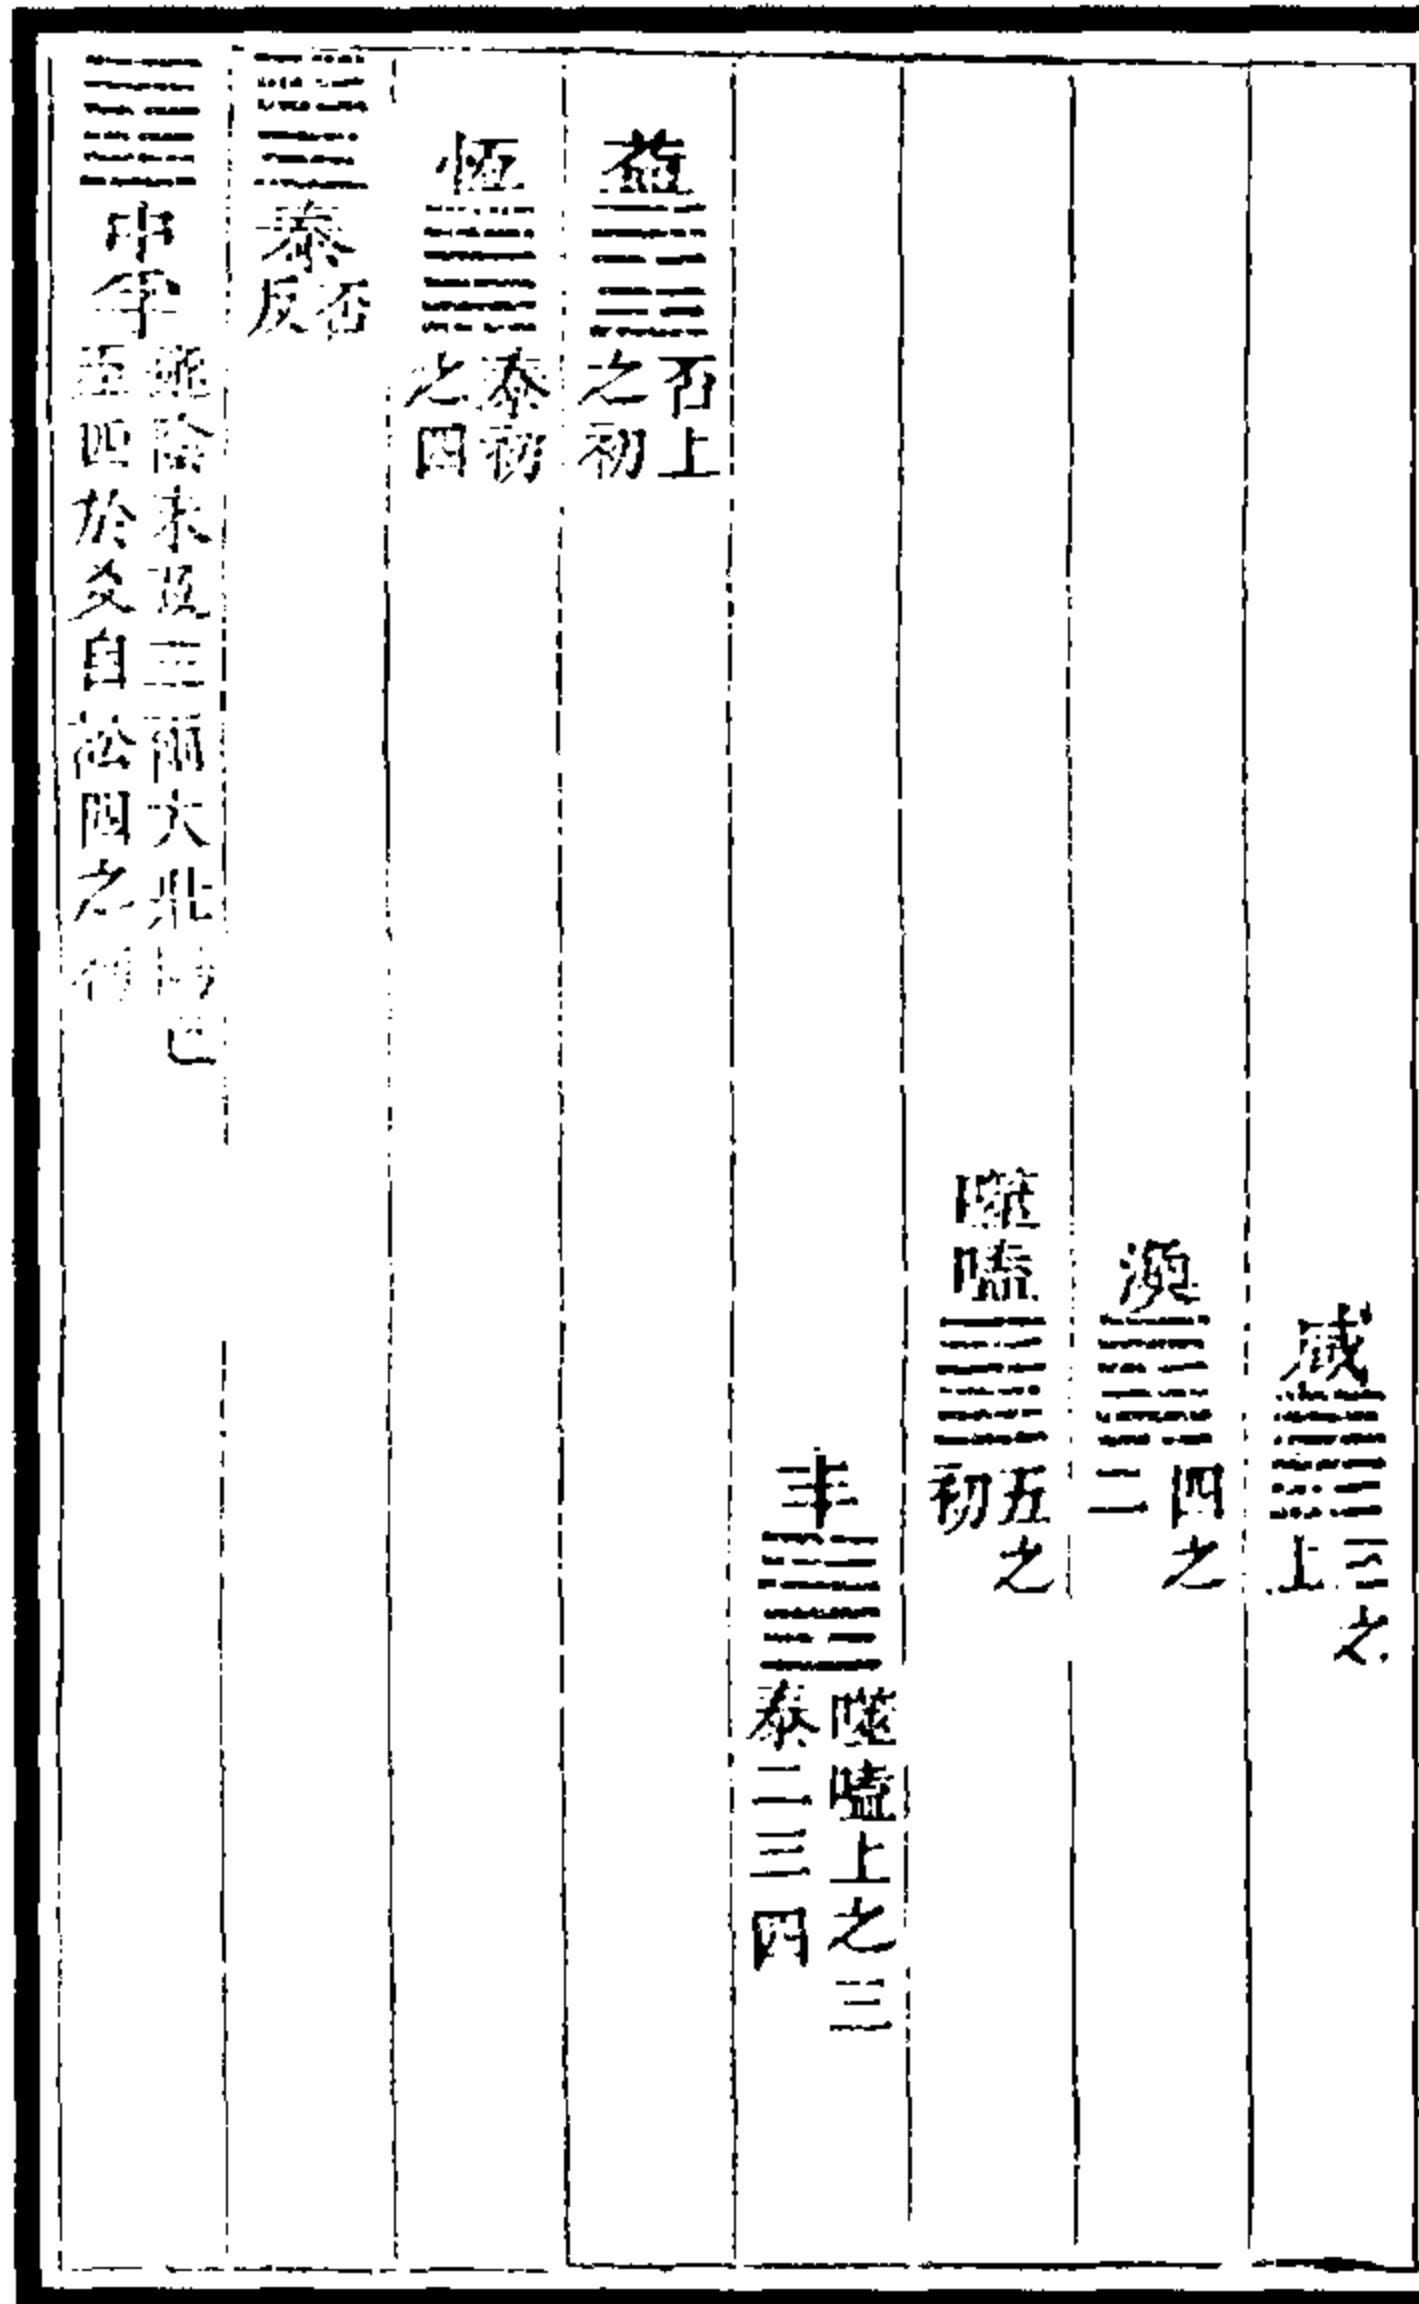 咸䷞三之上
渙䷺四之二
噬嗑䷔五之初
丰䷶噬嗑上之三泰二三四
益䷩否上之初
恆䷟泰初之四
䷊泰否反
䷼中孚遯陰未及三而大壯陽已至四於爻自訟四之初